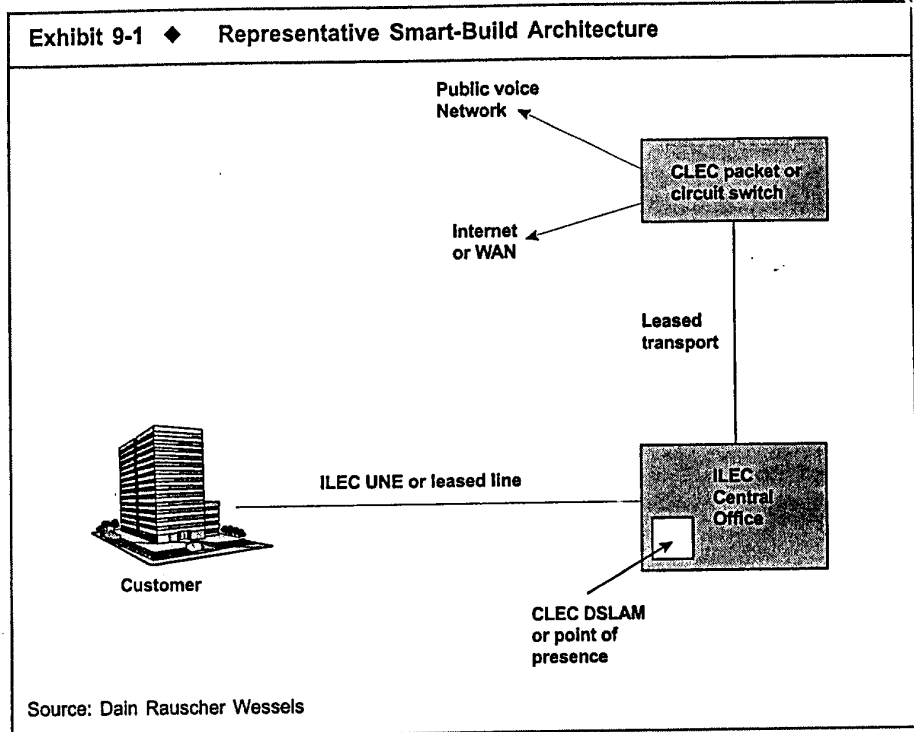 Exhibit 9-1 ◆ Representative Smart-Build Architecture
Public voice
Network
CLEC packet or
circuit switch
Internet
or WAN
Leased
transport
ILEC UNE or leased line
ILEC
Central
Office
Customer
CLEC DSLAM
or point of
presence
Source: Dain Rauscher Wessels